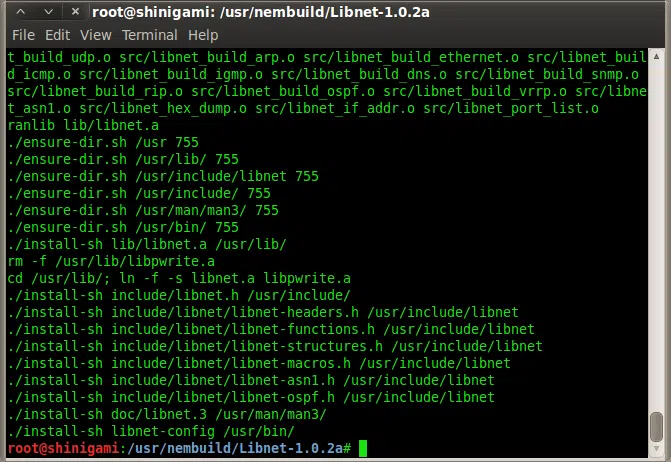 root@shinigami: /usr/nembuild/Libnet-1.0.2a
File Edit View Terminal Help
t_build_udp.o src/libnet_build_arp.o src/libnet_build_ethernet.o src/libnet_buil
d_icmp.o src/libnet_build_igmp.o src/libnet_build_dns.o src/libnet_build_snmp.o
src/libnet_build_rip.o src/libnet_build_ospf.o src/libnet_build_vrrp.o src/libne
t_asn1.o src/libnet_hex_dump.o src/libnet_if_addr.o src/libnet_port_list.o
ranlib lib/libnet.a
./ensure-dir.sh /usr 755
./ensure-dir.sh /usr/lib/ 755
./ensure-dir.sh /usr/include/libnet 755
./ensure-dir.sh /usr/include/ 755
./ensure-dir.sh /usr/man/man3/ 755
./ensure-dir.sh /usr/bin/ 755
./install-sh lib/libnet.a /usr/lib/
rm -f /usr/lib/libpwrite.a
cd /usr/lib/; ln -f -s libnet.a libpwrite.a
./install-sh include/libnet.h /usr/include/
./install-sh include/libnet/libnet-headers.h /usr/include/libnet
./install-sh include/libnet/libnet-functions.h /usr/include/libnet
./install-sh include/libnet/libnet-structures.h /usr/include/libnet
./install-sh include/libnet/libnet-macros.h /usr/include/libnet
./install-sh include/libnet/libnet-asn1.h /usr/include/libnet
./install-sh include/libnet/libnet-ospf.h /usr/include/libnet
./install-sh doc/libnet.3 /usr/man/man3/
./install-sh libnet-config /usr/bin/
root@shinigami:/usr/nembuild/Libnet-1.0.2a#